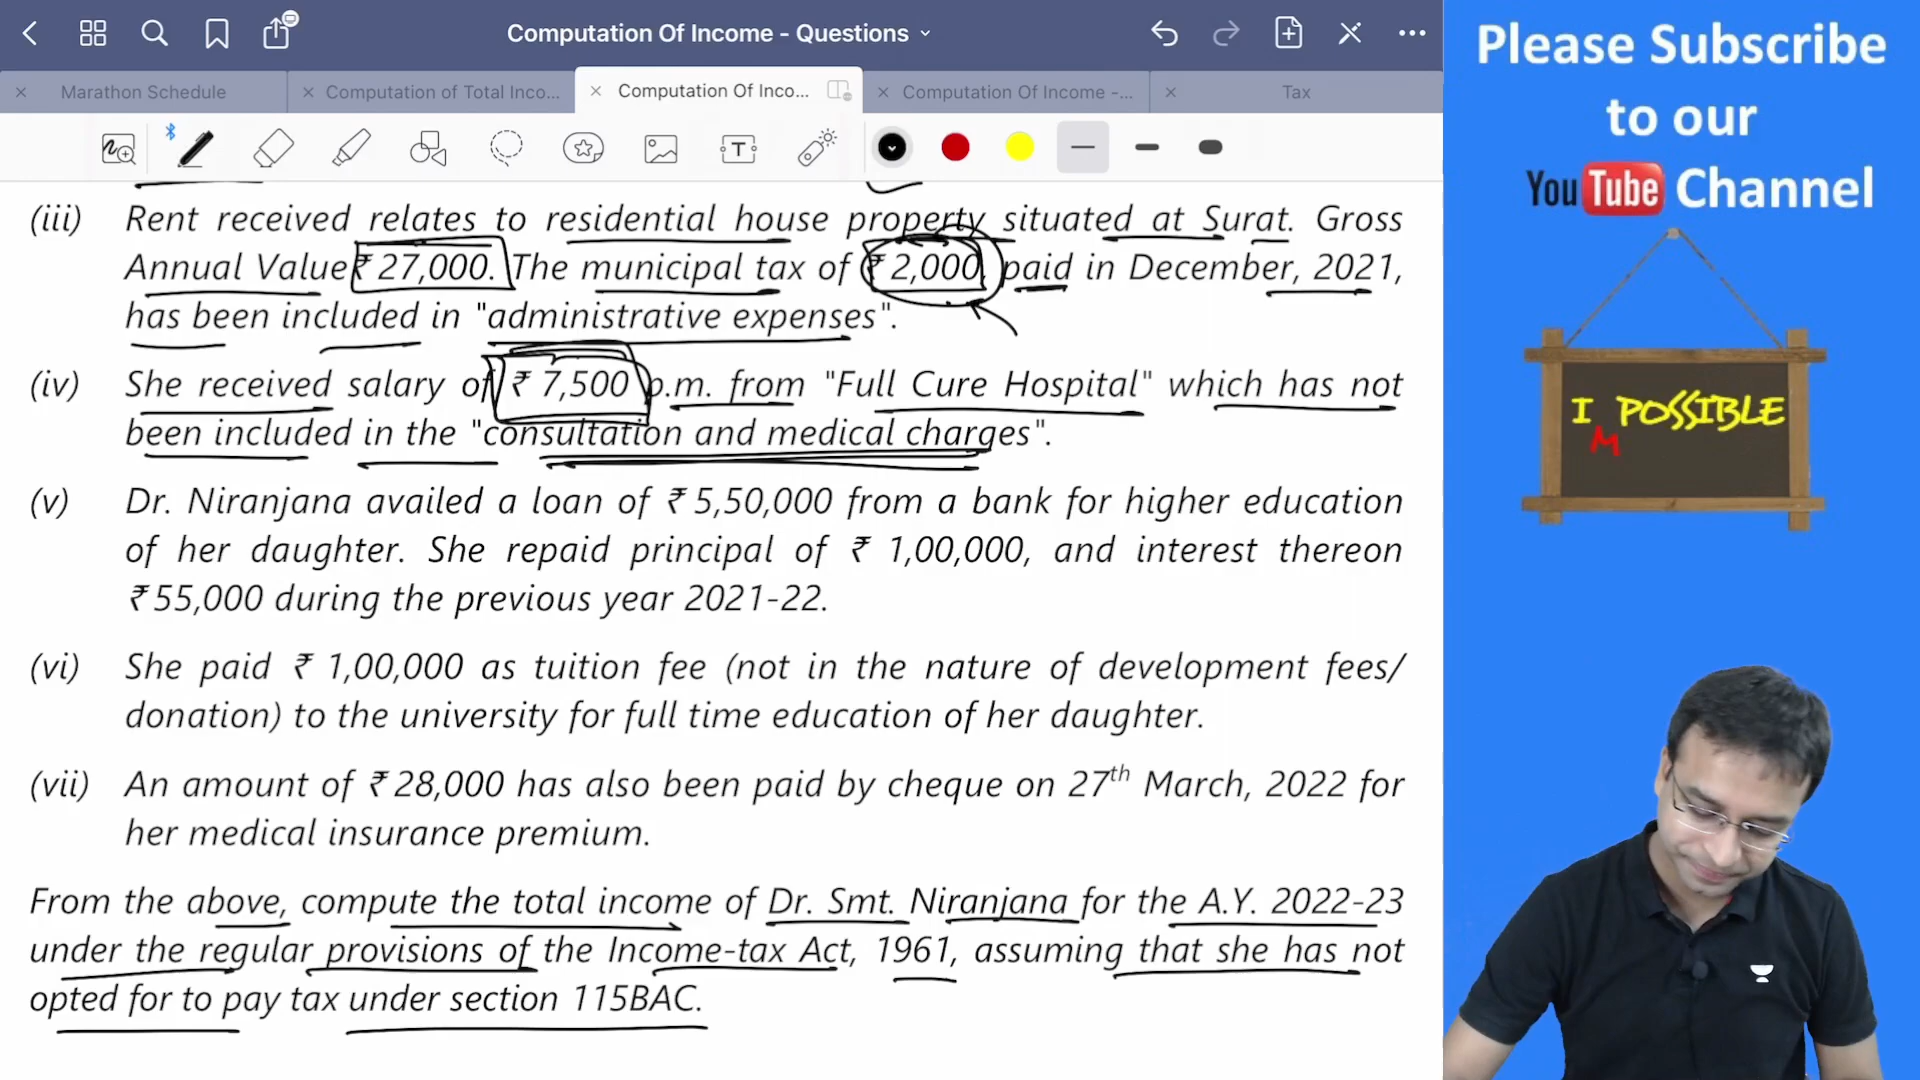 Computation Of Income - Questions
Marathon Schedule
Computation of Total Inco...
Computation Of Inco...
Computation Of Income -...
Tax
(iii) Rent received relates to residential house property situated at Surat. Gross
Annual Value ₹ 27,000. The municipal tax of ₹ 2,000, paid in December, 2021,
has been included in "administrative expenses".
(iv) She received salary of ₹ 7,500 p.m. from "Full Cure Hospital" which has not
been included in the "consultation and medical charges".
(v) Dr. Niranjana availed a loan of ₹ 5,50,000 from a bank for higher education
of her daughter. She repaid principal of ₹ 1,00,000, and interest thereon
₹ 55,000 during the previous year 2021-22.
(vi) She paid ₹ 1,00,000 as tuition fee (not in the nature of development fees/
donation) to the university for full time education of her daughter.
(vii) An amount of ₹ 28,000 has also been paid by cheque on 27th March, 2022 for
her medical insurance premium.
From the above, compute the total income of Dr. Smt. Niranjana for the A.Y. 2022-23
under the regular provisions of the Income-tax Act, 1961, assuming that she has not
opted for to pay tax under section 115BAC.
Please Subscribe
to our
YouTube Channel
I POSSIBLE
M